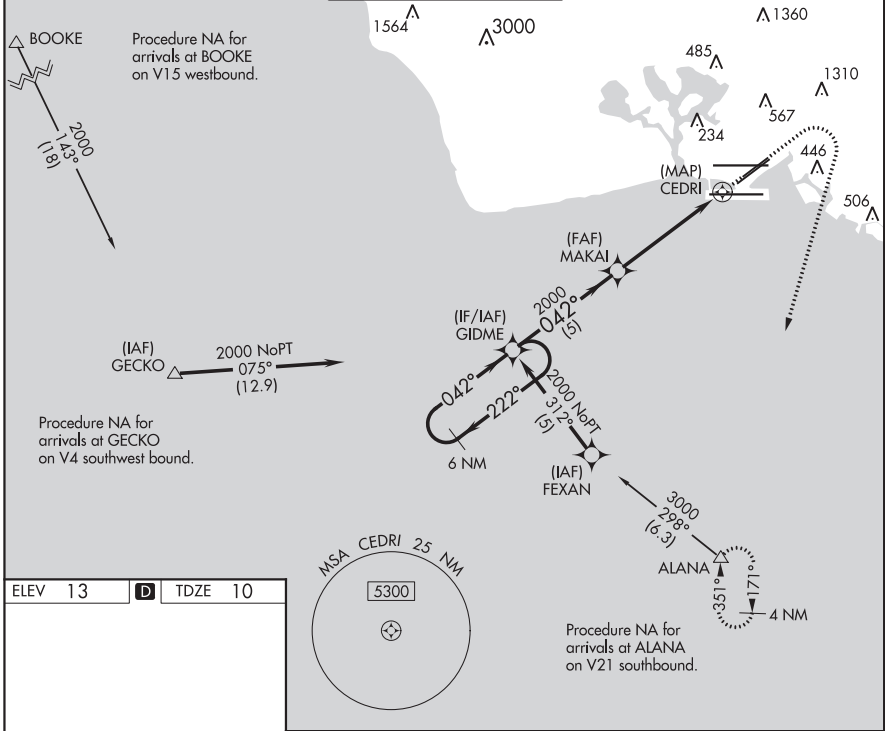 BOOKE
Procedure NA for
arrivals at BOOKE
on V15 westbound.
1564
3000
1360
485
1310
567
234
446
506
2000
143°
(18)
(MAP)
CEDRI
(FAF)
MAKAI
2000
042°
(5)
(IF/IAF)
GIDME
(IAF)
GECKO
2000 NoPT
075°
(12.9)
042°
222°
6 NM
2000 NoPT
312°
(5)
(IAF)
FEXAN
Procedure NA for
arrivals at GECKO
on V4 southwest bound.
3000
298°
(6.3)
ALANA
351°
171°
4 NM
MSA CEDRI 25 NM
5300
ELEV 13 D TDZE 10
Procedure NA for
arrivals at ALANA
on V21 southbound.